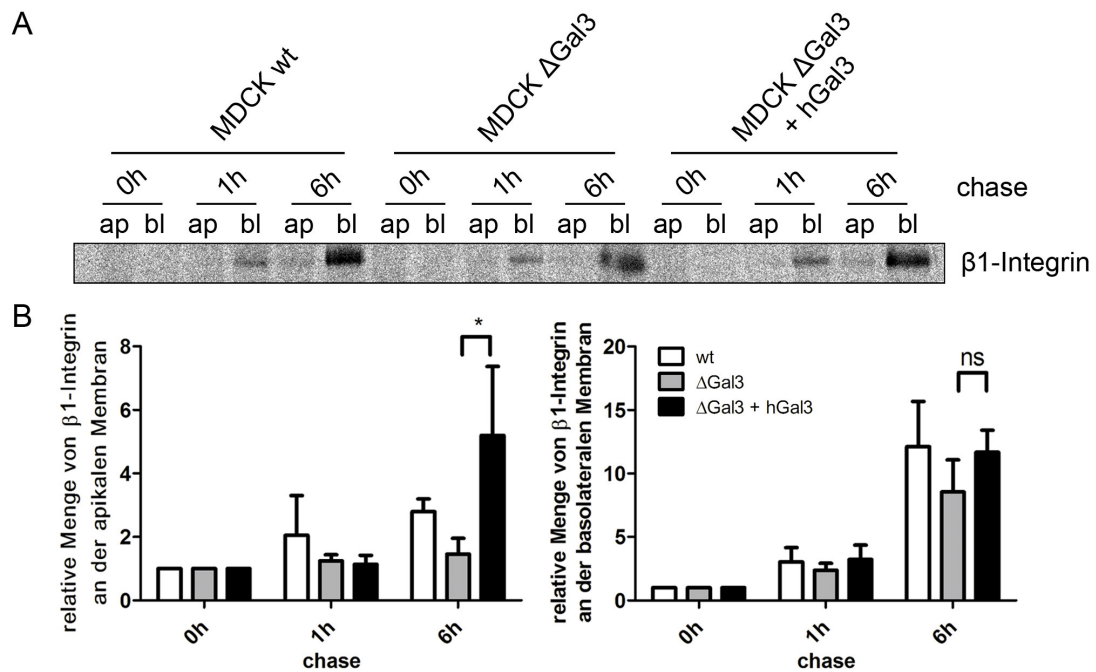 A
MDCK wt
MDCK ΔGal3
MDCK ΔGal3
+ hGal3
0h 1h 6h 0h 1h 6h 0h 1h 6h chase
ap bl ap bl ap bl ap bl ap bl ap bl ap bl ap bl ap bl
β1-Integrin
B
relative Menge von β1-Integrin
an der apikalen Membran
8
6
4
2
0
*
0h 1h 6h
chase
relative Menge von β1-Integrin
an der basolateralen Membran
20
15
10
5
0
wt
ΔGal3
ΔGal3 + hGal3
ns
0h 1h 6h
chase